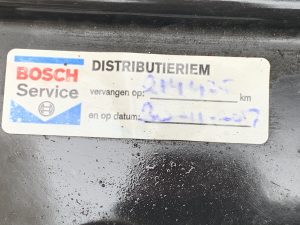 DISTRIBUTIERIEM
BOSCH
Service
vervangen op: km
en op datum: